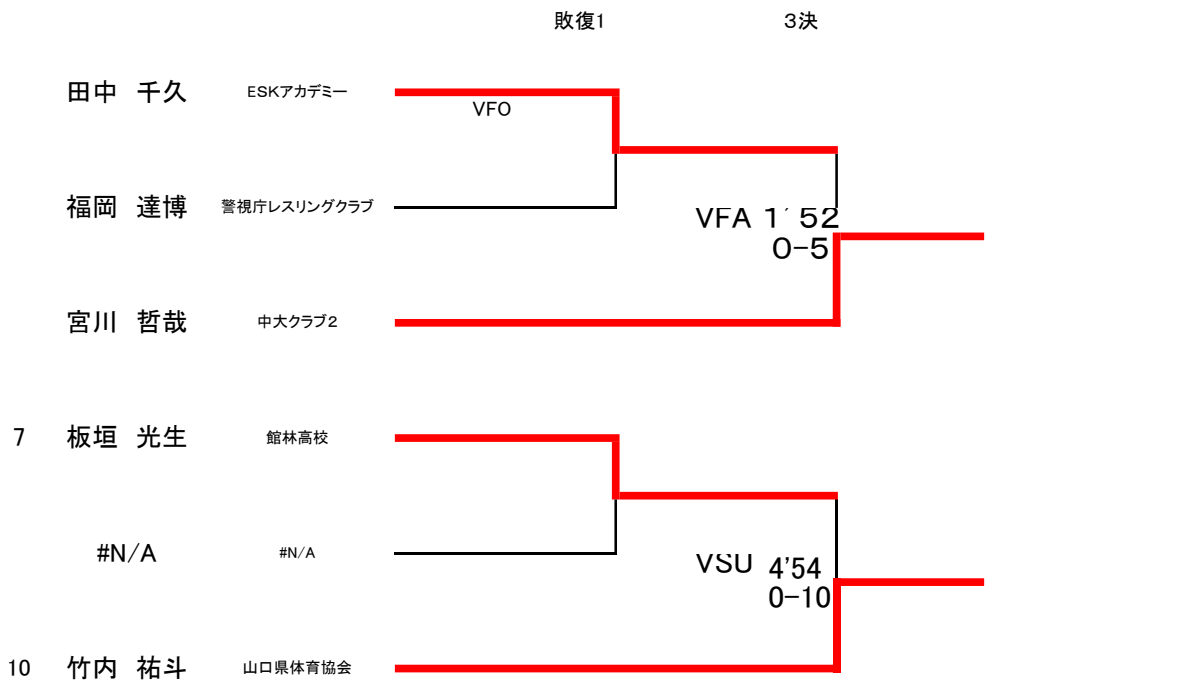 敗復1 3決
田中 千久 ESKアカデミー
VFO
福岡 達博 警視庁レスリングクラブ
VFA 1' 52
0-5
宮川 哲哉 中大クラブ2
7 板垣 光生 館林高校
#N/A #N/A
VSU 4'54
0-10
10 竹内 祐斗 山口県体育協会